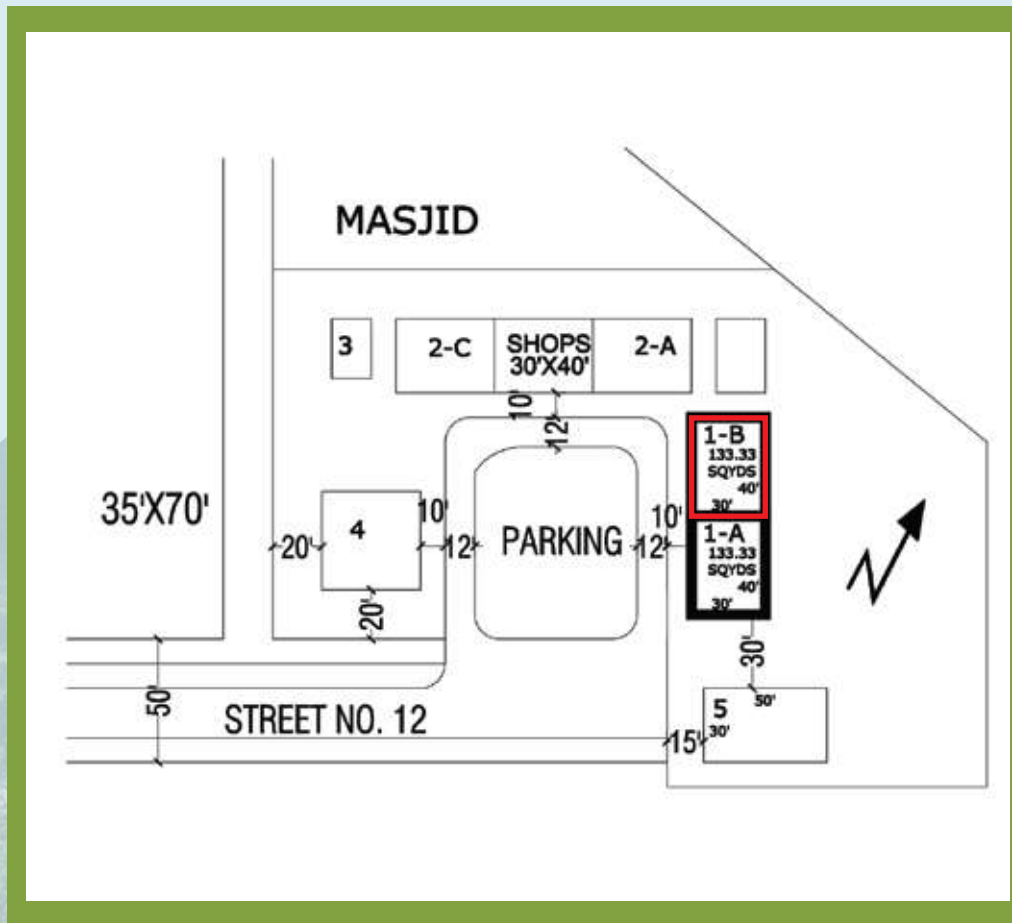 MASJID
3
2-C
SHOPS
30'X40'
2-A
10'
12'
1-B
133.33
SQYDS
40'
30'
35'X70'
4
10'
20'
12
PARKING
12
10'
1-A
133.33
SQYDS
40'
30'
20'
30'
50'
STREET NO. 12
15'
5
50'
30'